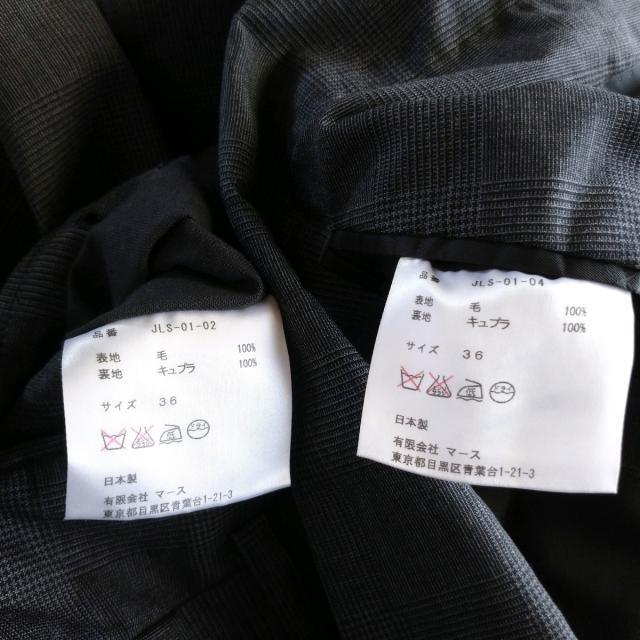 品番 JLS-01-02
表地 毛 100%
裏地 キュプラ 100%
サイズ 36
日本製
有限会社 マース
東京都目黒区青葉台1-21-3
品番 JLS-01-04
表地 毛 100%
裏地 キュプラ 100%
サイズ 36
日本製
有限会社 マース
東京都目黒区青葉台1-21-3